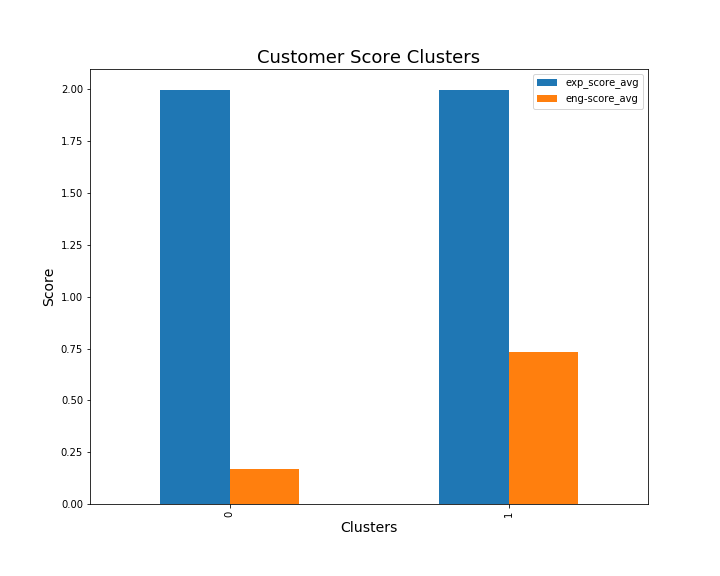 Customer Score Clusters
exp_score_avg
eng-score_avg
2.00
1.75
1.50
1.25
1.00
0.75
0.50
0.25
0.00
Score
0
1
Clusters